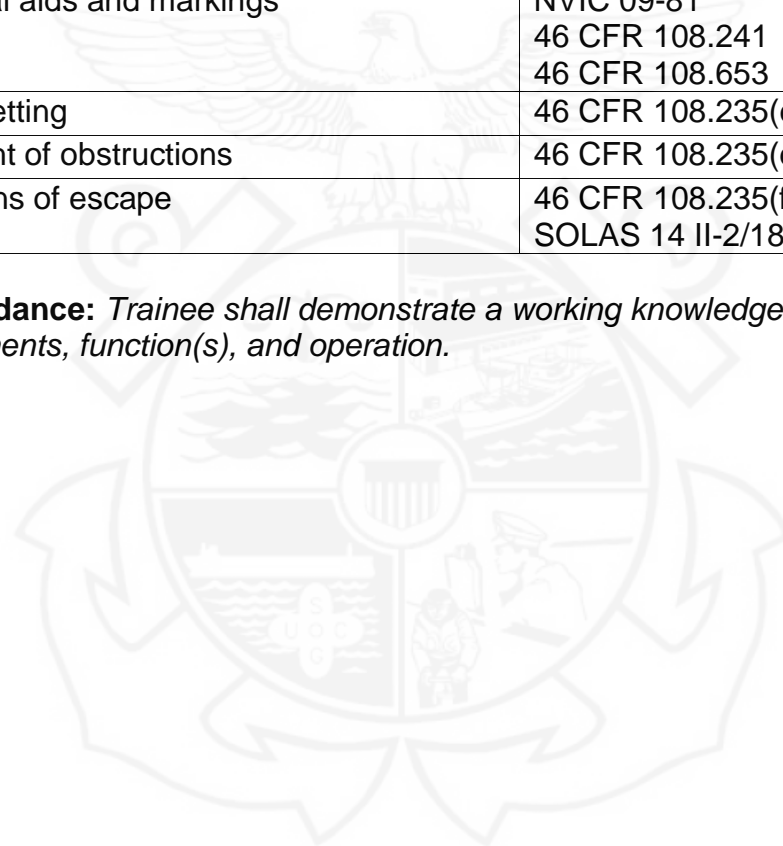 al aids and markings NVIC 09-81
46 CFR 108.241
46 CFR 108.653
etting 46 CFR 108.235(
nt of obstructions 46 CFR 108.235(
ns of escape 46 CFR 108.235(f
SOLAS 14 II-2/18
dance: Trainee shall demonstrate a working knowledge
ents, function(s), and operation.
S
U O C
G